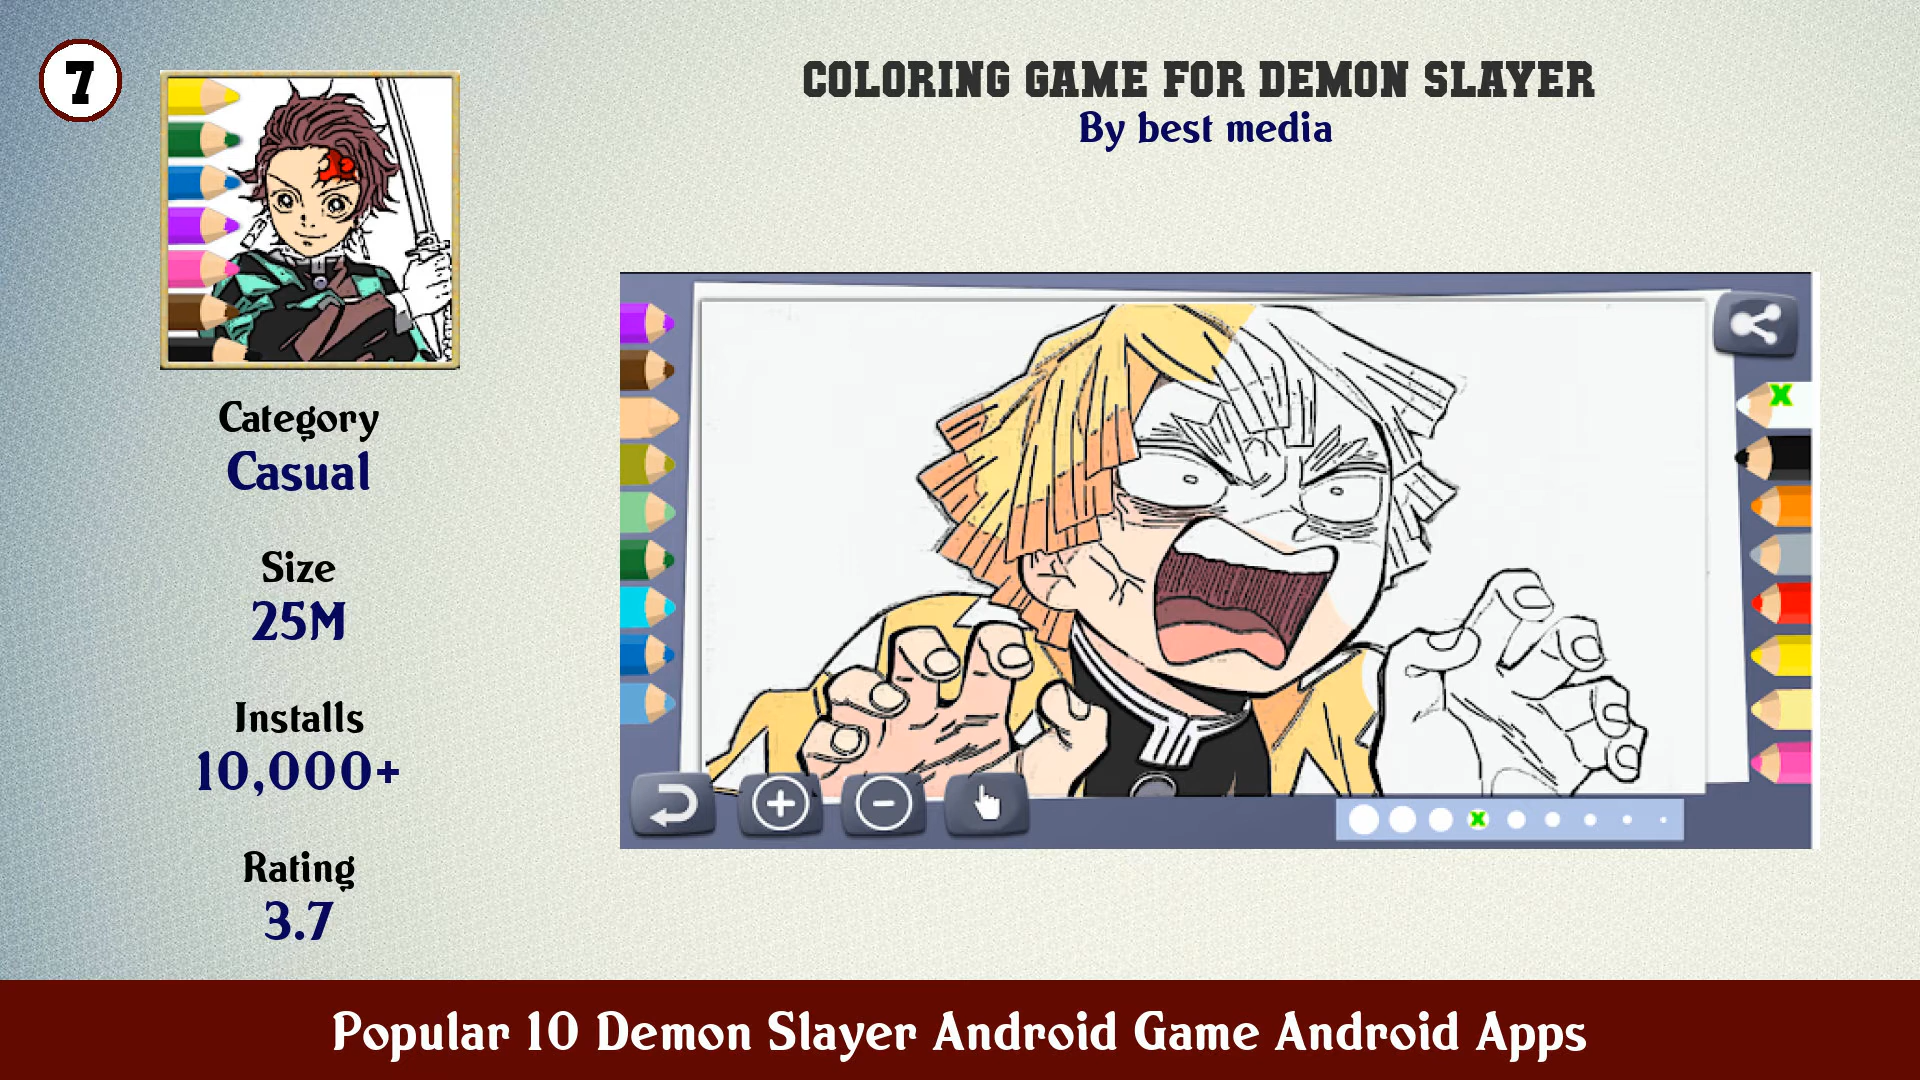 7
COLORING GAME FOR DEMON SLAYER
By best media
Category
Casual
Size
25M
Installs
10,000+
Rating
3.7
x
x
Popular 10 Demon Slayer Android Game Android Apps